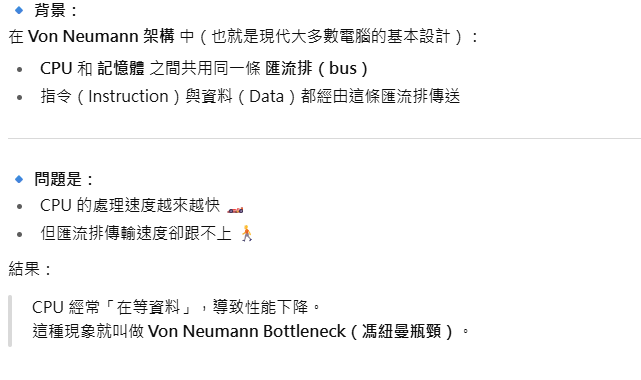 🔹 背景：
在 Von Neumann 架構 中（也就是現代大多數電腦的基本設計）：
• CPU 和 記憶體 之間共用同一條 匯流排（bus）
• 指令（Instruction）與資料（Data）都經由這條匯流排傳送
🔹 問題是：
• CPU 的處理速度越來越快 🏎️
• 但匯流排傳輸速度卻跟不上 🚶
結果：
CPU 經常「在等資料」，導致性能下降。
這種現象就叫做 Von Neumann Bottleneck（馮紐曼瓶頸）。